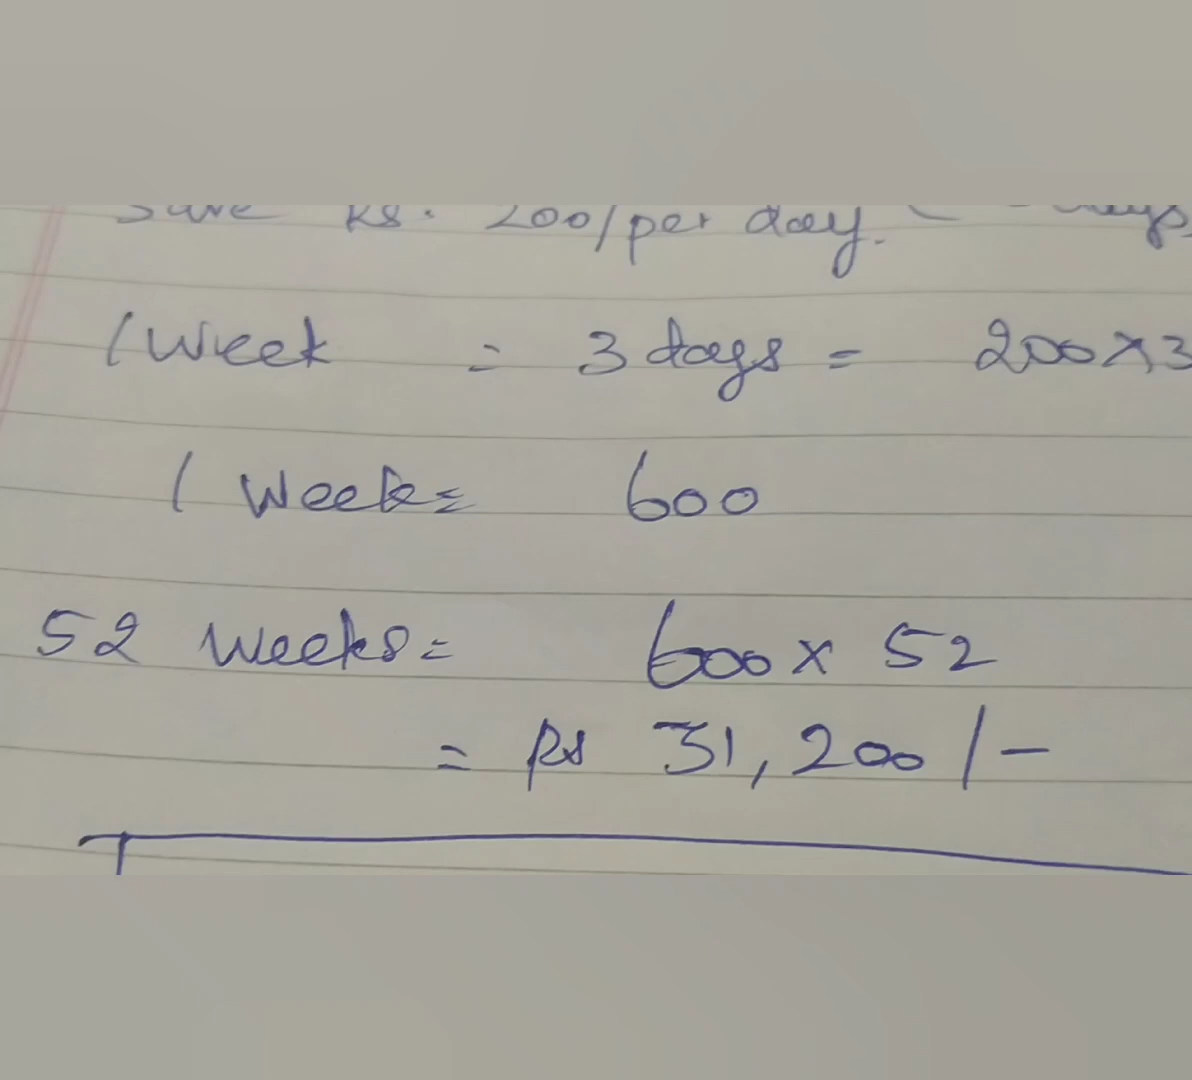 Save Rs. 200/per day.
1 Week = 3 days = 200x3
1 Week = 600
52 Weeks = 600 x 52
= Rs 31,200/-